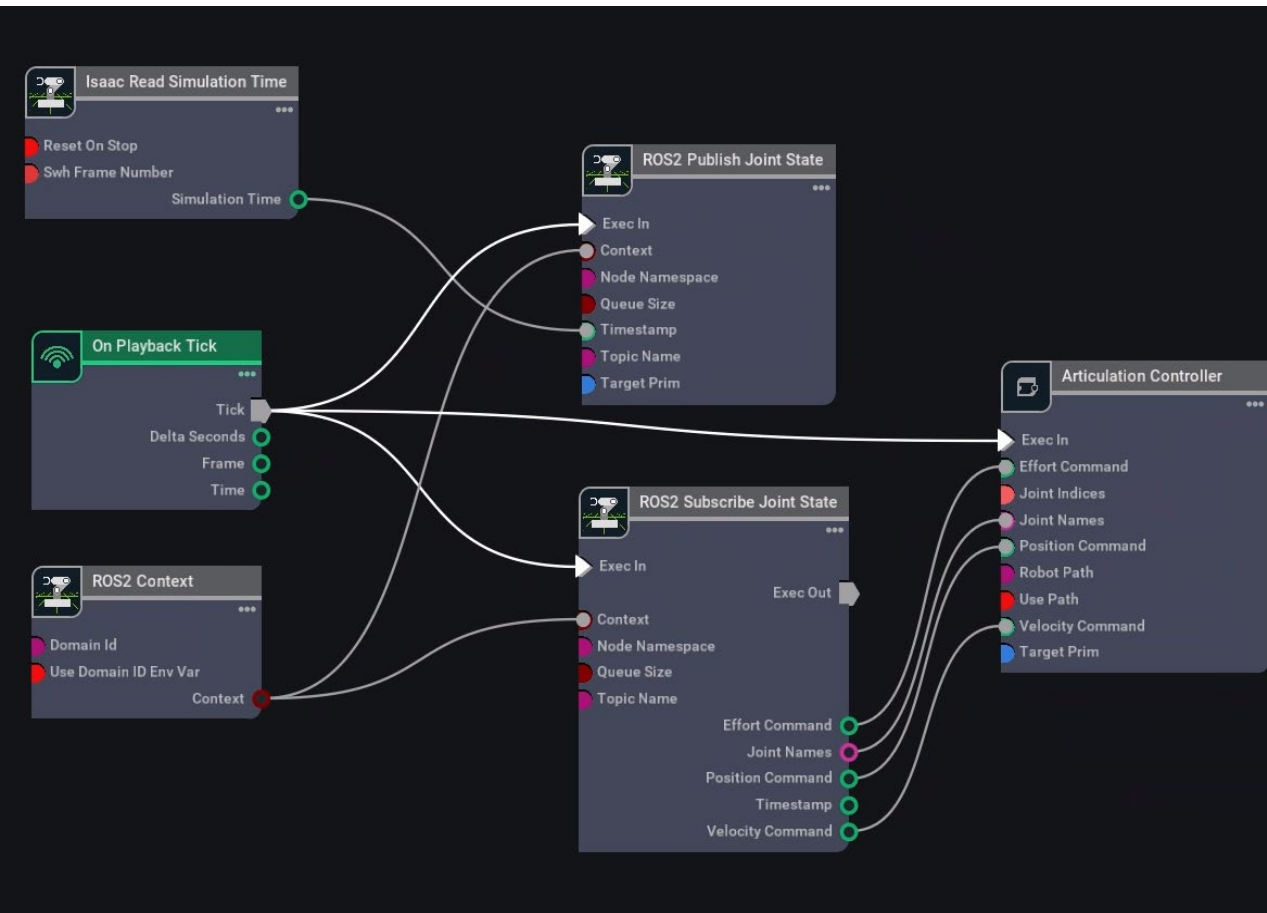 Isaac Read Simulation Time
Reset On Stop
Swh Frame Number
Simulation Time
On Playback Tick
Tick
Delta Seconds
Frame
Time
ROS2 Context
Domain Id
Use Domain ID Env Var
Context
ROS2 Publish Joint State
Exec In
Context
Node Namespace
Queue Size
Timestamp
Topic Name
Target Prim
ROS2 Subscribe Joint State
Exec In
Exec Out
Context
Node Namespace
Queue Size
Topic Name
Effort Command
Joint Names
Position Command
Timestamp
Velocity Command
Articulation Controller
Exec In
Effort Command
Joint Indices
Joint Names
Position Command
Robot Path
Use Path
Velocity Command
Target Prim